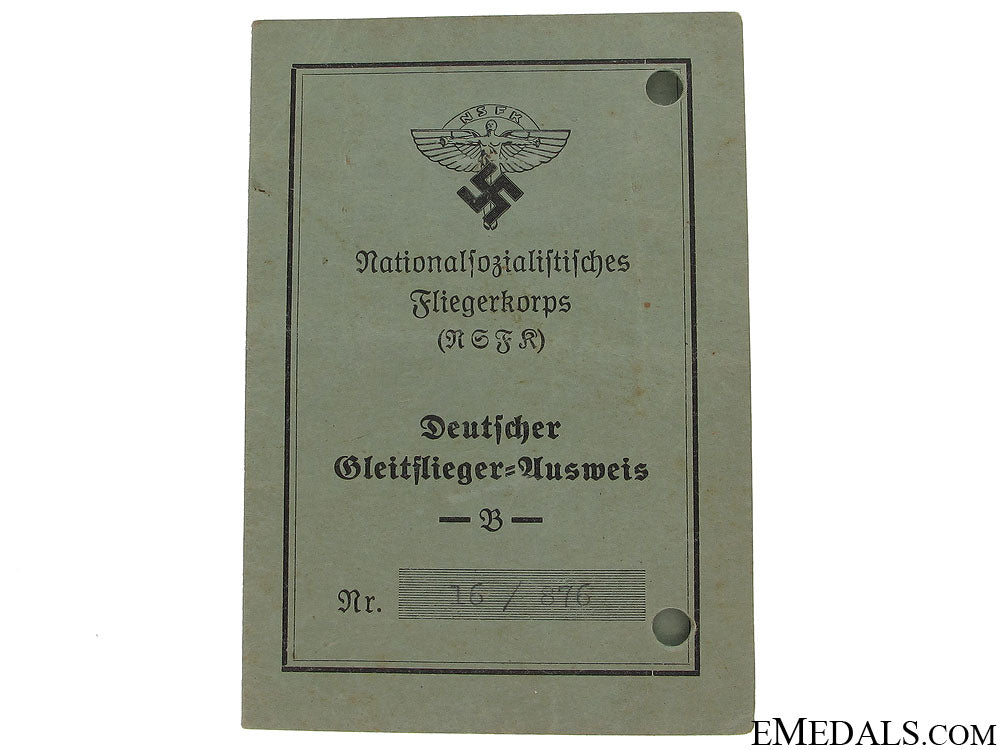 NSFK
Nationalsozialistisches
Fliegerkorps
(NSFK)
Deutscher
Gleitflieger=Ausweis
— B —
Nr. 16 / 876
EMEDALS.COM